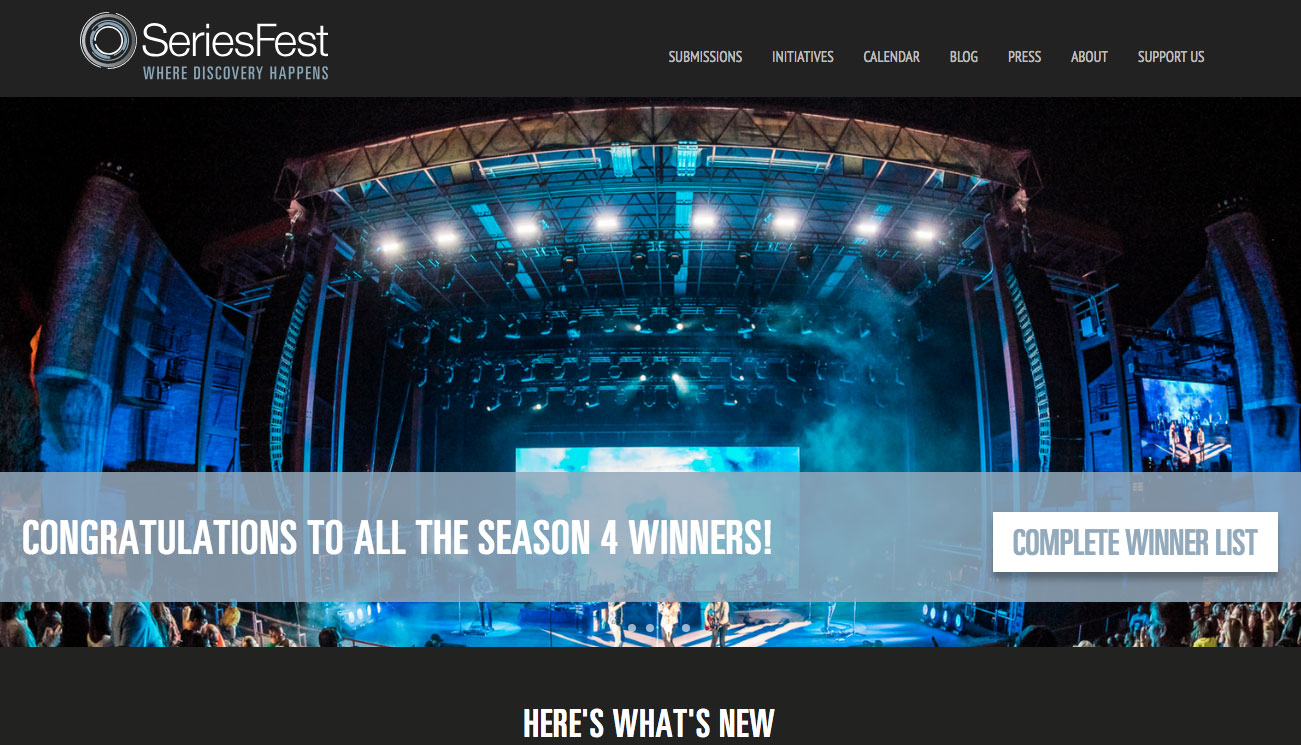 SeriesFest
WHERE DISCOVERY HAPPENS
SUBMISSIONS INITIATIVES CALENDAR BLOG PRESS ABOUT SUPPORT US
CONGRATULATIONS TO ALL THE SEASON 4 WINNERS!
COMPLETE WINNER LIST
HERE'S WHAT'S NEW